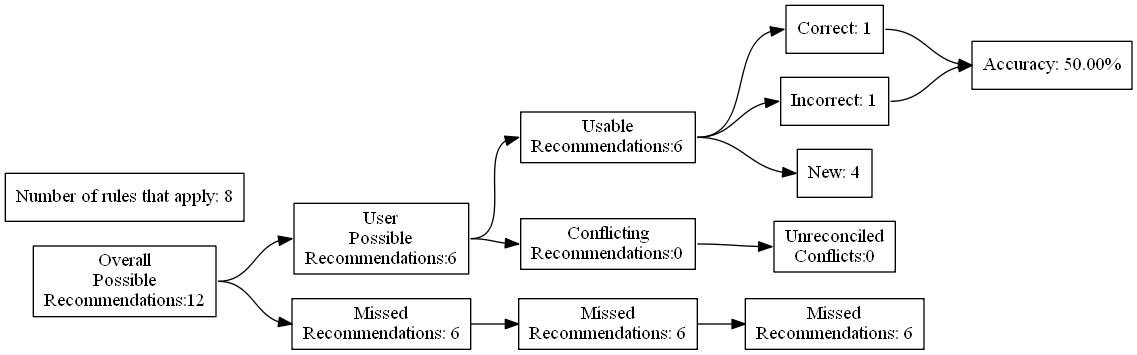 Number of rules that apply: 8
Overall
Possible
Recommendations:12
User
Possible
Recommendations:6
Missed
Recommendations: 6
Usable
Recommendations:6
Conflicting
Recommendations:0
Missed
Recommendations: 6
Correct: 1
Incorrect: 1
New: 4
Unreconciled
Conflicts:0
Missed
Recommendations: 6
Accuracy: 50.00%